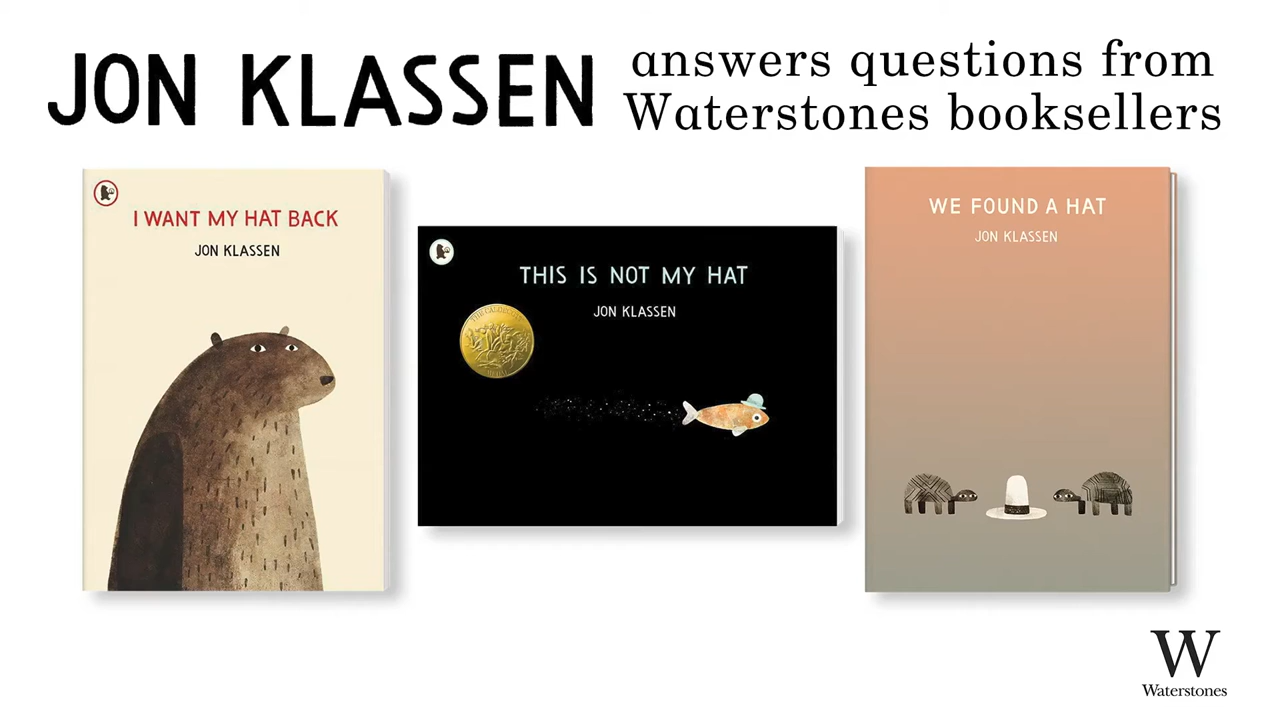 JON KLASSEN
answers questions from
Waterstones booksellers
I WANT MY HAT BACK
JON KLASSEN
THIS IS NOT MY HAT
JON KLASSEN
WE FOUND A HAT
JON KLASSEN
W
Waterstones